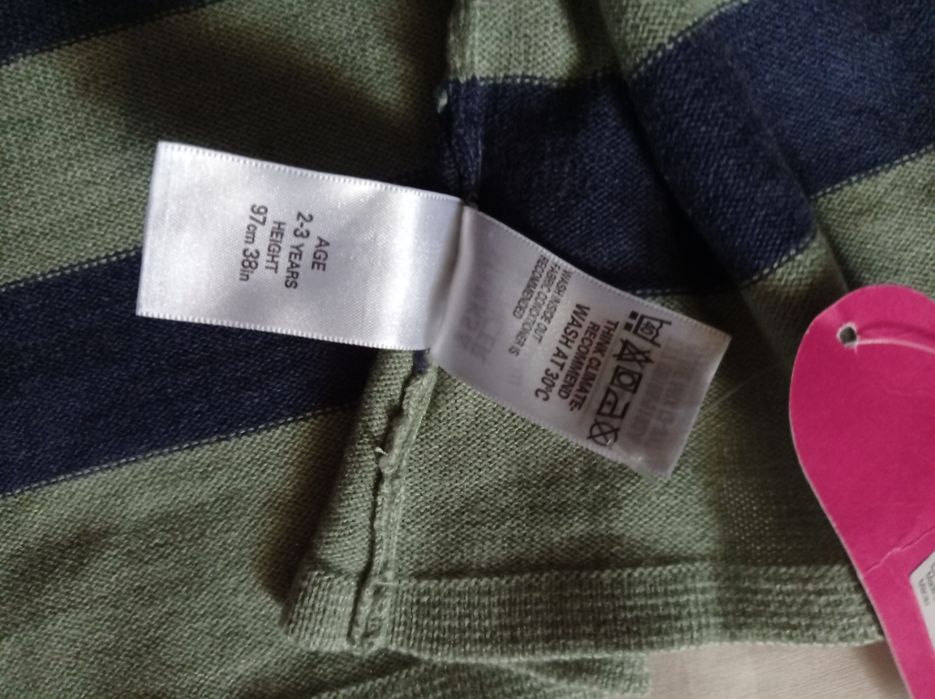 AGE
2-3 YEARS
HEIGHT
97cm 38in
40
THINK CLIMATE-
RECOMMEND
WASH AT 30°C
WASH INSIDE OUT
FABRIC CONDITIONER IS
RECOMMENDED